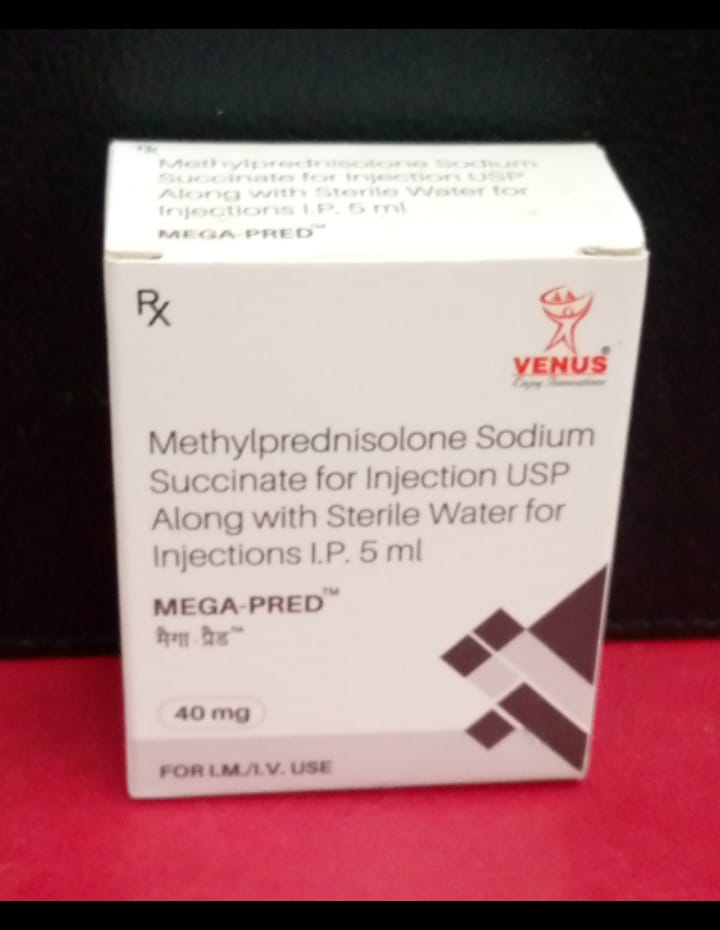 Rx
Methylprednisolone Sodium
Succinate for Injection USP
Along with Sterile Water for
Injections I.P. 5 ml
MEGA-PRED™
Rx
VENUS®
Methylprednisolone Sodium
Succinate for Injection USP
Along with Sterile Water for
Injections I.P. 5 ml
MEGA-PRED™
मैगा-प्रैड™
40 mg
FOR I.M./I.V. USE